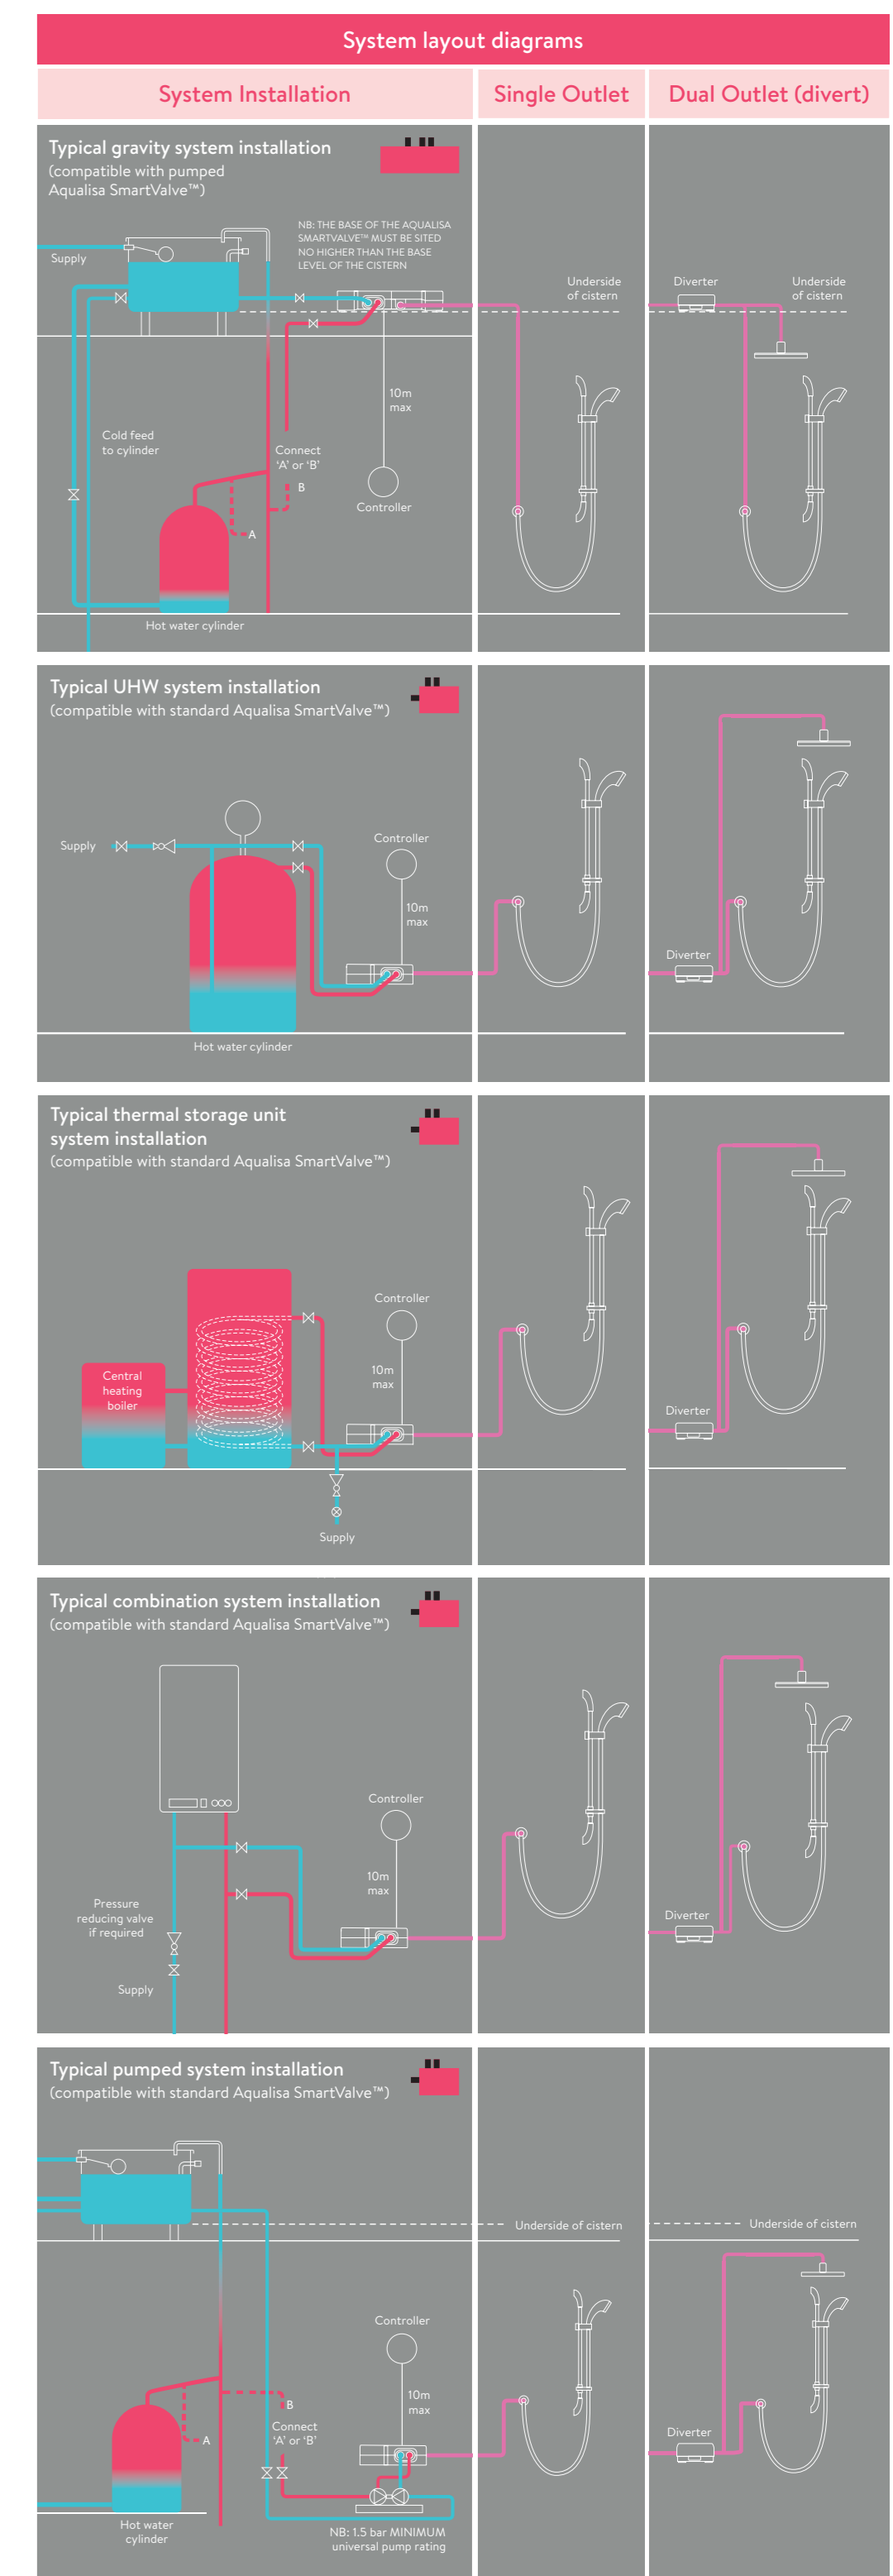 System layout diagrams
System Installation
Single Outlet
Dual Outlet (divert)
Typical gravity system installation
(compatible with pumped
Aqualisa SmartValve™)
NB: THE BASE OF THE AQUALISA
SMARTVALVE™ MUST BE SITED
NO HIGHER THAN THE BASE
LEVEL OF THE CISTERN
Supply
Underside
of cistern
Diverter
Underside
of cistern
10m
max
Cold feed
to cylinder
Connect
‘A’ or ‘B’
B
Controller
A
Hot water cylinder
Typical UHW system installation
(compatible with standard Aqualisa SmartValve™)
Supply
Controller
10m
max
Diverter
Hot water cylinder
Typical thermal storage unit
system installation
(compatible with standard Aqualisa SmartValve™)
Controller
Central
heating
boiler
10m
max
Diverter
Supply
Typical combination system installation
(compatible with standard Aqualisa SmartValve™)
Controller
10m
max
Pressure
reducing valve
if required
Diverter
Supply
Typical pumped system installation
(compatible with standard Aqualisa SmartValve™)
Underside of cistern
Underside of cistern
Controller
10m
max
B
Connect
‘A’ or ‘B’
A
Diverter
Hot water
cylinder
NB: 1.5 bar MINIMUM
universal pump rating